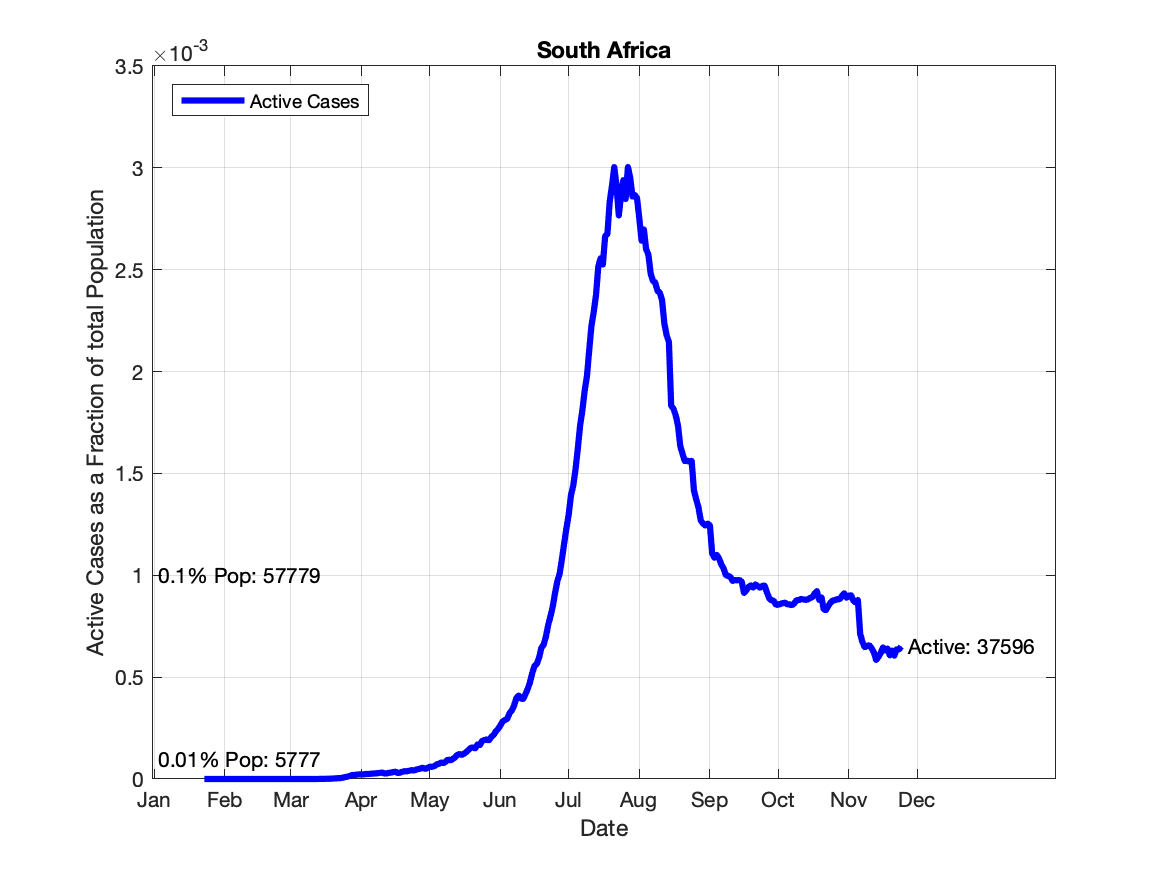 South Africa
×10-3
Active Cases
Active Cases as a Fraction of total Population
3.5
3
2.5
2
1.5
1
0.5
0
0.1% Pop: 57779
0.01% Pop: 5777
Active: 37596
Jan Feb Mar Apr May Jun Jul Aug Sep Oct Nov Dec
Date